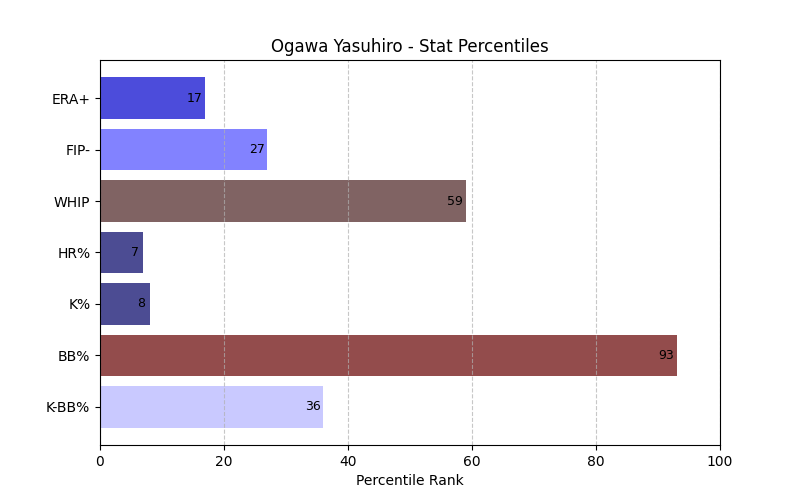 Ogawa Yasuhiro - Stat Percentiles
ERA+ 17
FIP- 27
WHIP 59
HR% 7
K% 8
BB% 93
K-BB% 36
0 20 40 60 80 100
Percentile Rank